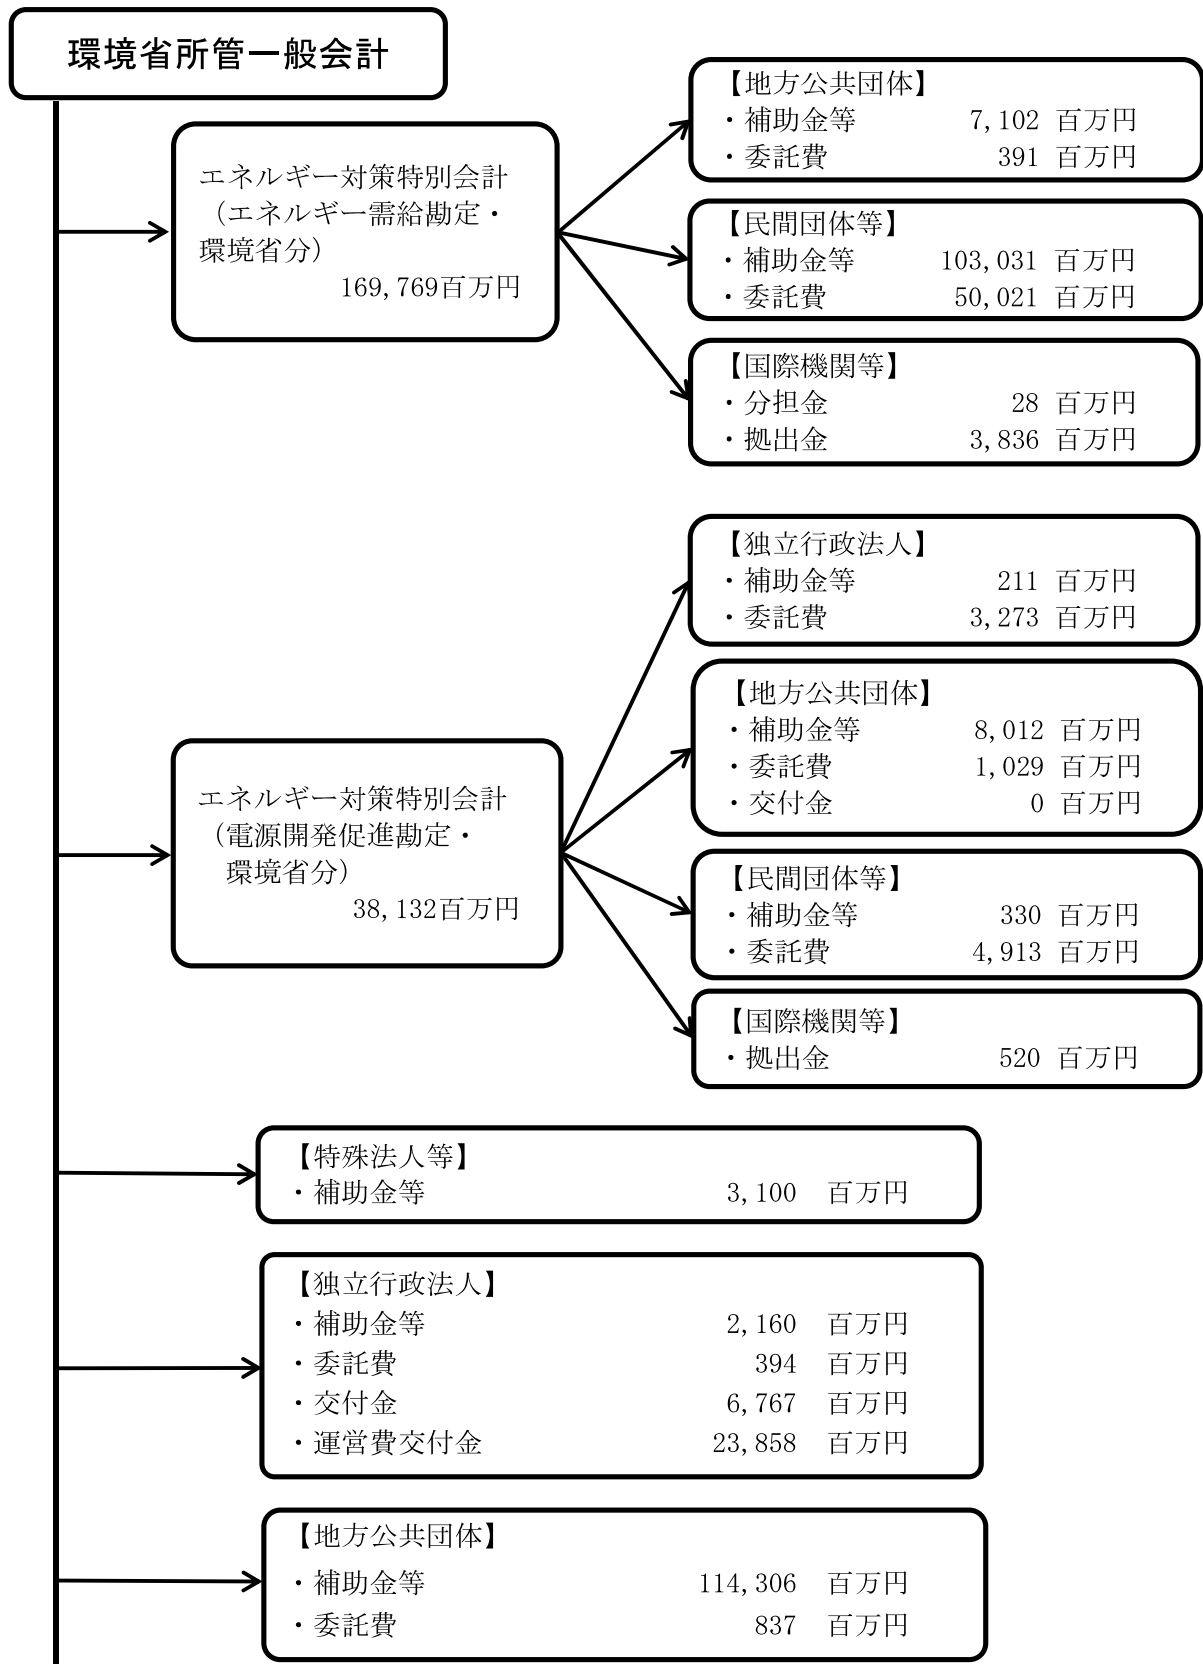 環境省所管一般会計
エネルギー対策特別会計
（エネルギー需給勘定・
環境省分）
169,769百万円
【地方公共団体】
・補助金等 7,102 百万円
・委託費 391 百万円
【民間団体等】
・補助金等 103,031 百万円
・委託費 50,021 百万円
【国際機関等】
・分担金 28 百万円
・拠出金 3,836 百万円
エネルギー対策特別会計
（電源開発促進勘定・
環境省分）
38,132百万円
【独立行政法人】
・補助金等 211 百万円
・委託費 3,273 百万円
【地方公共団体】
・補助金等 8,012 百万円
・委託費 1,029 百万円
・交付金 0 百万円
【民間団体等】
・補助金等 330 百万円
・委託費 4,913 百万円
【国際機関等】
・拠出金 520 百万円
【特殊法人等】
・補助金等 3,100 百万円
【独立行政法人】
・補助金等 2,160 百万円
・委託費 394 百万円
・交付金 6,767 百万円
・運営費交付金 23,858 百万円
【地方公共団体】
・補助金等 114,306 百万円
・委託費 837 百万円